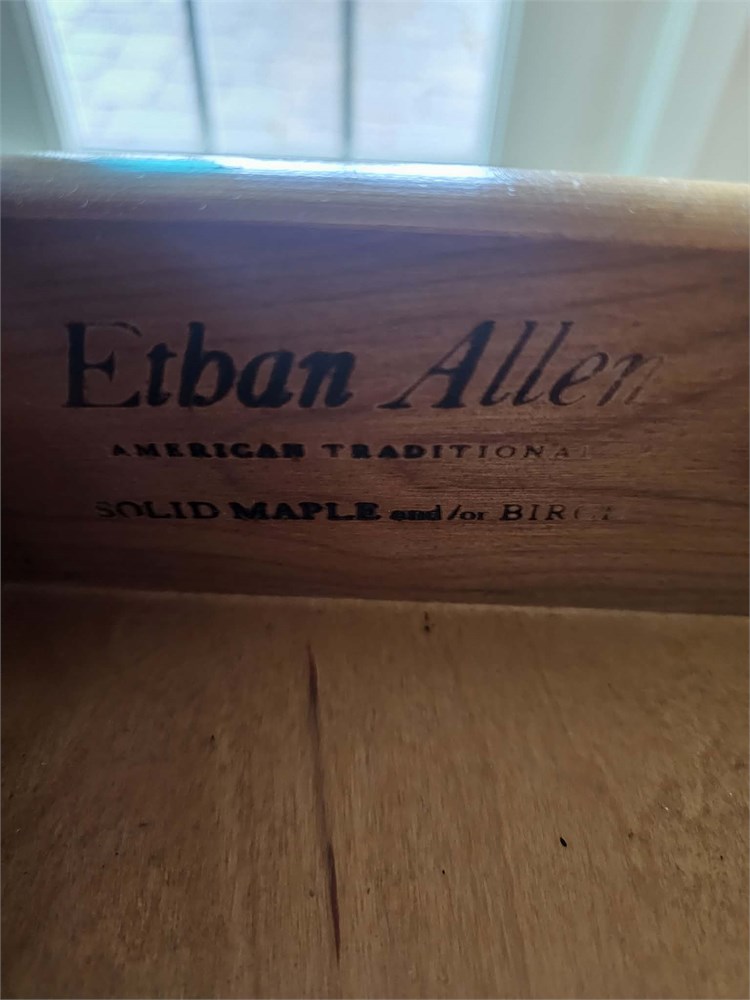 Ethan Allen
AMERICAN TRADITIONAL
SOLID MAPLE and/or BIRCH